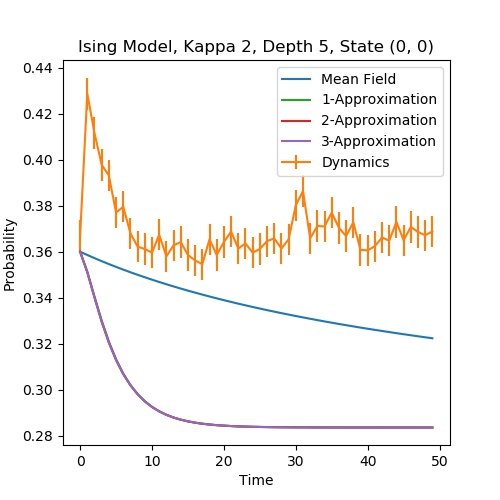 Ising Model, Kappa 2, Depth 5, State (0, 0)
Mean Field
1-Approximation
2-Approximation
3-Approximation
Dynamics
Probability
0.44
0.42
0.40
0.38
0.36
0.34
0.32
0.30
0.28
0 10 20 30 40 50
Time